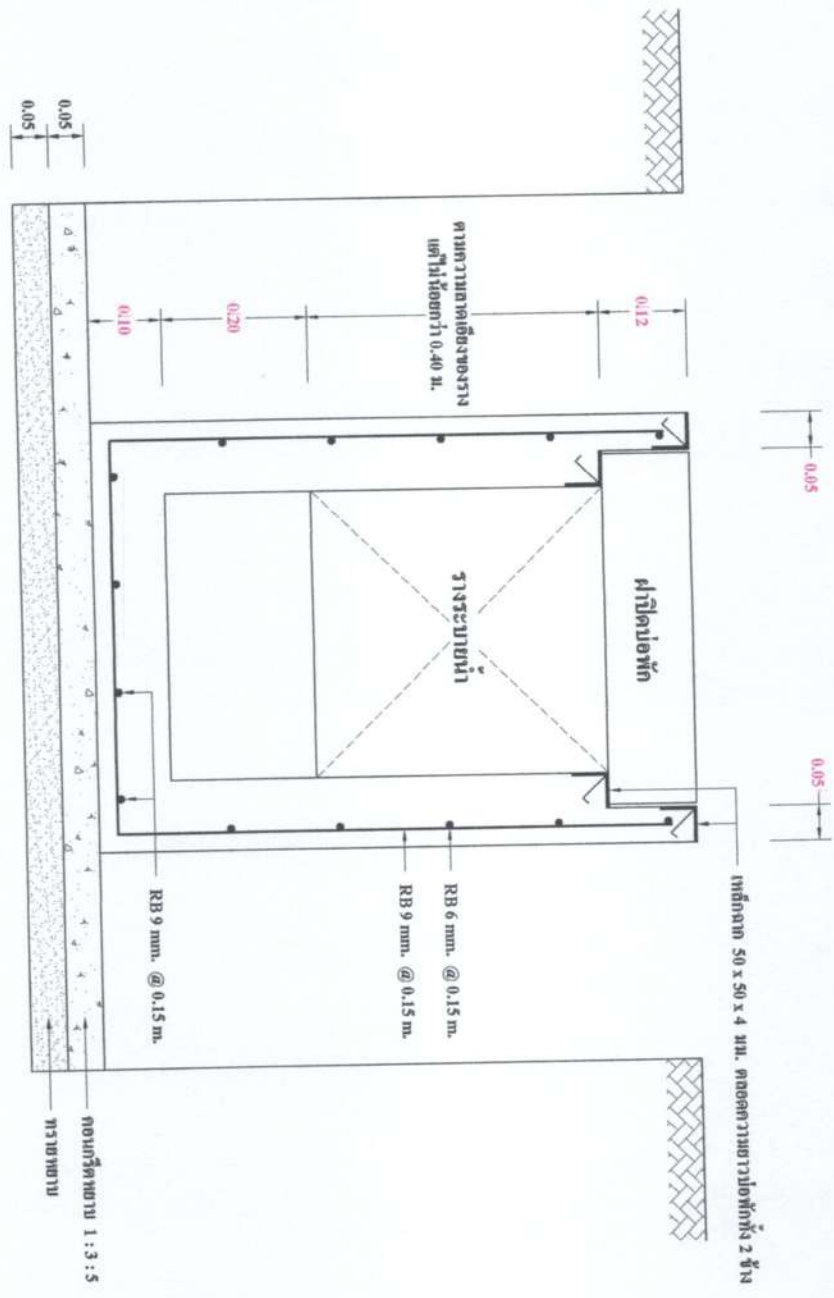 เหล็กฉาก 50 x 50 x 4 มม. ตลอดความยาวบ่อพักทั้ง 2 ข้าง
0.05
0.05
ฝาปิดบ่อพัก
0.12
ตามความลาดเอียงของราง
แต่ไม่น้อยกว่า 0.40 ม.
รางระบายน้ำ
RB 6 mm. @ 0.15 m.
RB 9 mm. @ 0.15 m.
0.20
0.10
RB 9 mm. @ 0.15 m.
0.05
0.05
คอนกรีตหยาบ 1 : 3 : 5
ทรายหยาบ